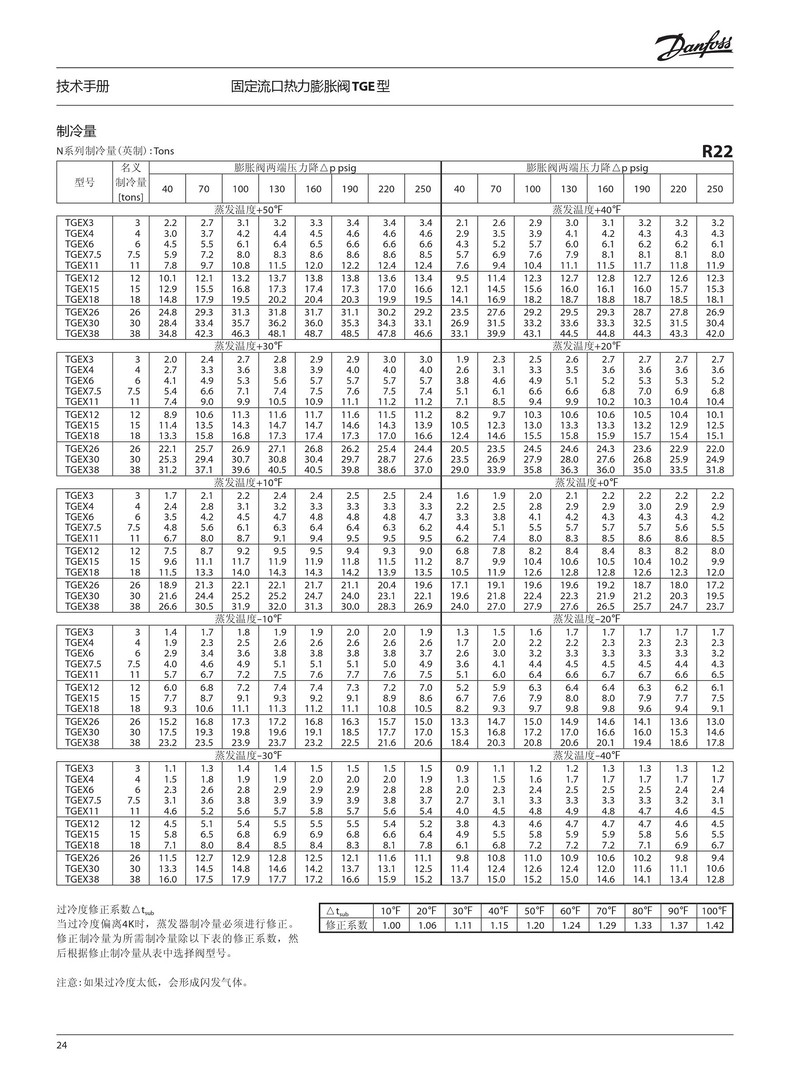 Danfoss
技术手册 固定流口热力膨胀阀TGE型
制冷量
N系列制冷量(英制): Tons R22
型号 名义制冷量[tons] 膨胀阀两端压力降△p psig 膨胀阀两端压力降△p psig
40 70 100 130 160 190 220 250 40 70 100 130 160 190 220 250
蒸发温度+50℉ 蒸发温度+40℉
TGEX3 3 2.2 2.7 3.1 3.2 3.3 3.4 3.4 3.4 2.1 2.6 2.9 3.0 3.1 3.2 3.2 3.2
TGEX4 4 3.0 3.7 4.2 4.4 4.5 4.6 4.6 4.6 2.9 3.5 3.9 4.1 4.2 4.3 4.3 4.3
TGEX6 6 4.5 5.5 6.1 6.4 6.5 6.6 6.6 6.6 4.3 5.2 5.7 6.0 6.1 6.2 6.2 6.1
TGEX7.5 7.5 5.9 7.2 8.0 8.3 8.6 8.6 8.6 8.5 5.7 6.9 7.6 7.9 8.1 8.1 8.1 8.0
TGEX11 11 7.8 9.7 10.8 11.5 12.0 12.2 12.4 12.4 7.6 9.4 10.4 11.1 11.5 11.7 11.8 11.9
TGEX12 12 10.1 12.1 13.2 13.7 13.8 13.8 13.6 13.4 9.5 11.4 12.3 12.7 12.8 12.7 12.6 12.3
TGEX15 15 12.9 15.5 16.8 17.3 17.4 17.3 17.0 16.6 12.1 14.5 15.6 16.0 16.1 16.0 15.7 15.3
TGEX18 18 14.8 17.9 19.5 20.2 20.4 20.3 19.9 19.5 14.1 16.9 18.2 18.7 18.8 18.7 18.5 18.1
TGEX26 26 24.8 29.3 31.3 31.8 31.7 31.1 30.2 29.2 23.5 27.6 29.2 29.5 29.3 28.7 27.8 26.9
TGEX30 30 28.4 33.4 35.7 36.2 36.0 35.3 34.3 33.1 26.9 31.5 33.2 33.6 33.3 32.5 31.5 30.4
TGEX38 38 34.8 42.3 46.3 48.1 48.7 48.5 47.8 46.6 33.1 39.9 43.1 44.5 44.8 44.3 43.3 42.0
蒸发温度+30℉ 蒸发温度+20℉
TGEX3 3 2.0 2.4 2.7 2.8 2.9 2.9 3.0 3.0 1.9 2.3 2.5 2.6 2.7 2.7 2.7 2.7
TGEX4 4 2.7 3.3 3.6 3.8 3.9 4.0 4.0 4.0 2.6 3.1 3.3 3.5 3.6 3.6 3.6 3.6
TGEX6 6 4.1 4.9 5.3 5.6 5.7 5.7 5.7 5.7 3.8 4.6 4.9 5.1 5.2 5.3 5.3 5.2
TGEX7.5 7.5 5.4 6.6 7.1 7.4 7.5 7.6 7.5 7.4 5.1 6.1 6.6 6.6 6.8 7.0 6.9 6.8
TGEX11 11 7.4 9.0 9.9 10.5 10.9 11.1 11.2 11.2 7.1 8.5 9.4 9.9 10.2 10.3 10.4 10.4
TGEX12 12 8.9 10.6 11.3 11.6 11.7 11.6 11.5 11.2 8.2 9.7 10.3 10.6 10.6 10.5 10.4 10.1
TGEX15 15 11.4 13.5 14.3 14.7 14.7 14.6 14.3 13.9 10.5 12.3 13.0 13.3 13.3 13.2 12.9 12.5
TGEX18 18 13.3 15.8 16.8 17.3 17.4 17.3 17.0 16.6 12.4 14.6 15.5 15.8 15.9 15.7 15.4 15.1
TGEX26 26 22.1 25.7 26.9 27.1 26.8 26.2 25.4 24.4 20.5 23.5 24.5 24.6 24.3 23.6 22.9 22.0
TGEX30 30 25.3 29.4 30.7 30.8 30.4 29.7 28.7 27.6 23.5 26.9 27.9 28.0 27.6 26.8 25.9 24.9
TGEX38 38 31.2 37.1 39.6 40.5 40.5 39.8 38.6 37.0 29.0 33.9 35.8 36.3 36.0 35.0 33.5 31.8
蒸发温度+10℉ 蒸发温度+0℉
TGEX3 3 1.7 2.1 2.2 2.4 2.4 2.5 2.5 2.4 1.6 1.9 2.0 2.1 2.2 2.2 2.2 2.2
TGEX4 4 2.4 2.8 3.1 3.2 3.3 3.3 3.3 3.3 2.2 2.5 2.8 2.9 2.9 3.0 2.9 2.9
TGEX6 6 3.5 4.2 4.5 4.7 4.8 4.8 4.8 4.7 3.3 3.8 4.1 4.2 4.3 4.3 4.3 4.2
TGEX7.5 7.5 4.8 5.6 6.1 6.3 6.4 6.4 6.3 6.2 4.4 5.1 5.5 5.7 5.7 5.7 5.6 5.5
TGEX11 11 6.7 8.0 8.7 9.1 9.4 9.5 9.5 9.5 6.2 7.4 8.0 8.3 8.5 8.6 8.6 8.5
TGEX12 12 7.5 8.7 9.2 9.5 9.5 9.4 9.3 9.0 6.8 7.8 8.2 8.4 8.4 8.3 8.2 8.0
TGEX15 15 9.6 11.1 11.7 11.9 11.9 11.8 11.5 11.2 8.7 9.9 10.4 10.6 10.5 10.4 10.2 9.9
TGEX18 18 11.5 13.3 14.0 14.3 14.3 14.2 13.9 13.5 10.5 11.9 12.6 12.8 12.8 12.6 12.3 12.0
TGEX26 26 18.9 21.3 22.1 22.1 21.7 21.1 20.4 19.6 17.1 19.1 19.6 19.6 19.2 18.7 18.0 17.2
TGEX30 30 21.6 24.4 25.2 25.2 24.7 24.0 23.1 22.1 19.6 21.8 22.4 22.3 21.9 21.2 20.3 19.5
TGEX38 38 26.6 30.5 31.9 32.0 31.3 30.0 28.3 26.9 24.0 27.0 27.9 27.6 26.5 25.7 24.7 23.7
蒸发温度-10℉ 蒸发温度-20℉
TGEX3 3 1.4 1.7 1.8 1.9 1.9 2.0 2.0 1.9 1.3 1.5 1.6 1.7 1.7 1.7 1.7 1.7
TGEX4 4 1.9 2.3 2.5 2.6 2.6 2.6 2.6 2.6 1.7 2.0 2.2 2.2 2.3 2.3 2.3 2.3
TGEX6 6 2.9 3.4 3.6 3.8 3.8 3.8 3.8 3.7 2.6 3.0 3.2 3.3 3.3 3.3 3.3 3.2
TGEX7.5 7.5 4.0 4.6 4.9 5.1 5.1 5.1 5.0 4.9 3.6 4.1 4.4 4.5 4.5 4.5 4.4 4.3
TGEX11 11 5.7 6.7 7.2 7.5 7.6 7.7 7.6 7.5 5.1 6.0 6.4 6.6 6.7 6.7 6.6 6.5
TGEX12 12 6.0 6.8 7.2 7.4 7.4 7.3 7.2 7.0 5.2 5.9 6.3 6.4 6.4 6.3 6.2 6.1
TGEX15 15 7.7 8.7 9.1 9.3 9.2 9.1 8.9 8.6 6.7 7.6 7.9 8.0 8.0 7.9 7.7 7.5
TGEX18 18 9.3 10.6 11.1 11.3 11.2 11.1 10.8 10.5 8.2 9.3 9.7 9.8 9.8 9.6 9.4 9.1
TGEX26 26 15.2 16.8 17.3 17.2 16.8 16.3 15.7 15.0 13.3 14.7 15.0 14.9 14.6 14.1 13.6 13.0
TGEX30 30 17.5 19.3 19.8 19.6 19.1 18.5 17.7 17.0 15.3 16.8 17.2 17.0 16.6 16.0 15.3 14.6
TGEX38 38 23.2 23.5 23.9 23.7 23.2 22.5 21.6 20.6 18.4 20.3 20.8 20.6 20.1 19.4 18.6 17.8
蒸发温度-30℉ 蒸发温度-40℉
TGEX3 3 1.1 1.3 1.4 1.4 1.5 1.5 1.5 1.5 0.9 1.1 1.2 1.2 1.3 1.3 1.3 1.2
TGEX4 4 1.5 1.8 1.9 1.9 2.0 2.0 2.0 1.9 1.3 1.5 1.6 1.7 1.7 1.7 1.7 1.7
TGEX6 6 2.3 2.6 2.8 2.9 2.9 2.9 2.8 2.8 2.0 2.3 2.4 2.5 2.5 2.5 2.4 2.4
TGEX7.5 7.5 3.1 3.6 3.8 3.9 3.9 3.9 3.8 3.7 2.7 3.1 3.3 3.3 3.3 3.3 3.2 3.1
TGEX11 11 4.6 5.2 5.6 5.7 5.8 5.7 5.6 5.4 4.0 4.5 4.8 4.9 4.8 4.7 4.6 4.5
TGEX12 12 4.5 5.1 5.4 5.5 5.5 5.5 5.4 5.2 3.8 4.3 4.6 4.7 4.7 4.7 4.6 4.5
TGEX15 15 5.8 6.5 6.8 6.9 6.9 6.8 6.6 6.4 4.9 5.5 5.8 5.9 5.9 5.8 5.6 5.5
TGEX18 18 7.1 8.0 8.4 8.5 8.4 8.3 8.1 7.8 6.1 6.8 7.2 7.2 7.2 7.1 6.9 6.7
TGEX26 26 11.5 12.7 12.9 12.8 12.5 12.1 11.6 11.1 9.8 10.8 11.0 10.9 10.6 10.2 9.8 9.4
TGEX30 30 13.3 14.5 14.8 14.6 14.2 13.7 13.1 12.5 11.4 12.4 12.6 12.4 12.0 11.6 11.1 10.6
TGEX38 38 16.0 17.5 17.9 17.7 17.2 16.6 15.9 15.2 13.7 15.0 15.2 15.0 14.6 14.1 13.4 12.8
过冷度修正系数△tsub
当过冷度偏离4K时，蒸发器制冷量必须进行修正。
修正制冷量为所需制冷量除以下表的修正系数，然
后根据修止制冷量从表中选择阀型号。
△tsub 10℉ 20℉ 30℉ 40℉ 50℉ 60℉ 70℉ 80℉ 90℉ 100℉
修正系数 1.00 1.06 1.11 1.15 1.20 1.24 1.29 1.33 1.37 1.42
注意:如果过冷度太低，会形成闪发气体。
24